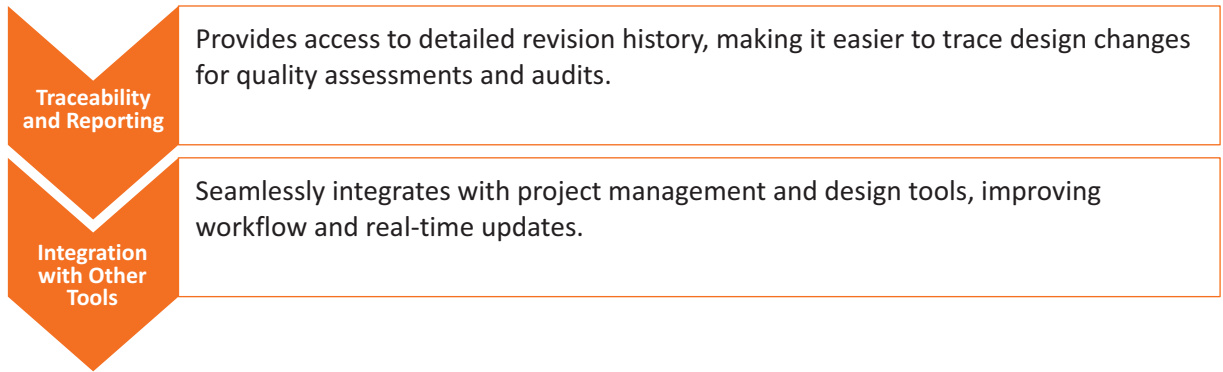 Traceability
and Reporting
Provides access to detailed revision history, making it easier to trace design changes
for quality assessments and audits.
Integration
with Other
Tools
Seamlessly integrates with project management and design tools, improving
workflow and real-time updates.